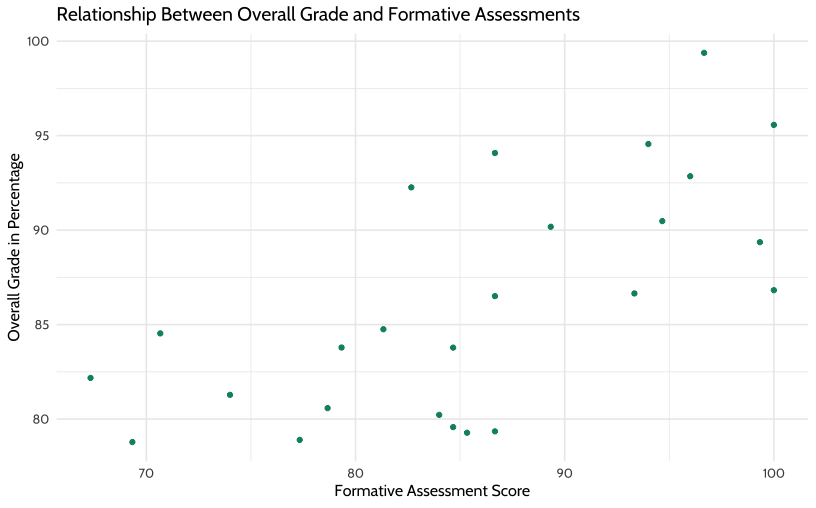 Relationship Between Overall Grade and Formative Assessments
Overall Grade in Percentage
100
95
90
85
80
70 80 90 100
Formative Assessment Score